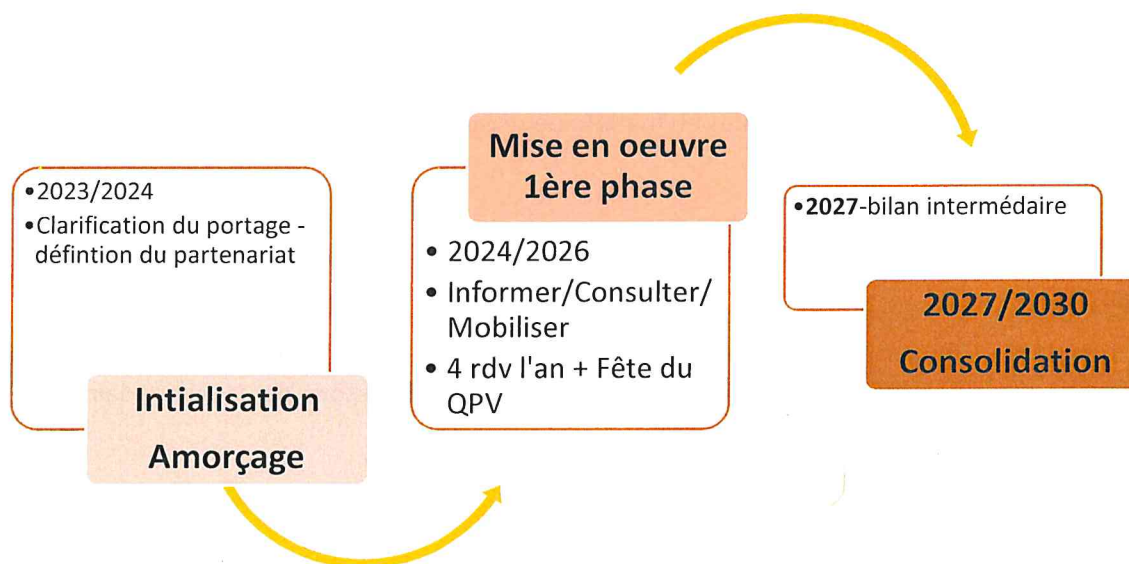 •2023/2024
•Clarification du portage -
défintion du partenariat
Intialisation
Amorçage
Mise en oeuvre
1ère phase
• 2024/2026
• Informer/Consulter/
Mobiliser
• 4 rdv l'an + Fête du
QPV
•2027-bilan intermédaire
2027/2030
Consolidation